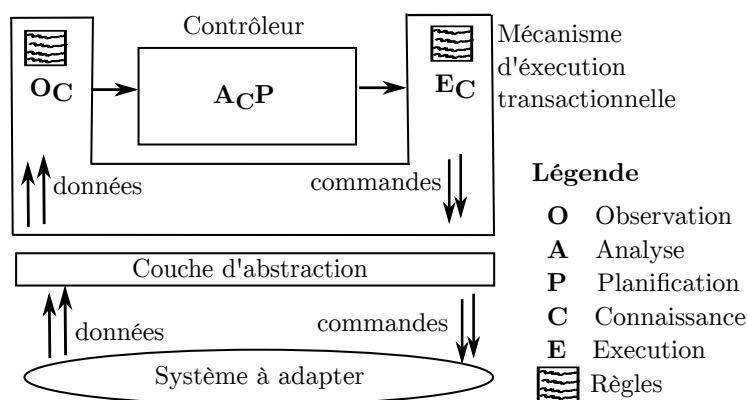 Contrôleur
Mécanisme
d'éxecution
transactionnelle
OC
ACP
EC
données
commandes
Couche d'abstraction
données
commandes
Système à adapter
Légende
O Observation
A Analyse
P Planification
C Connaissance
E Execution
Règles